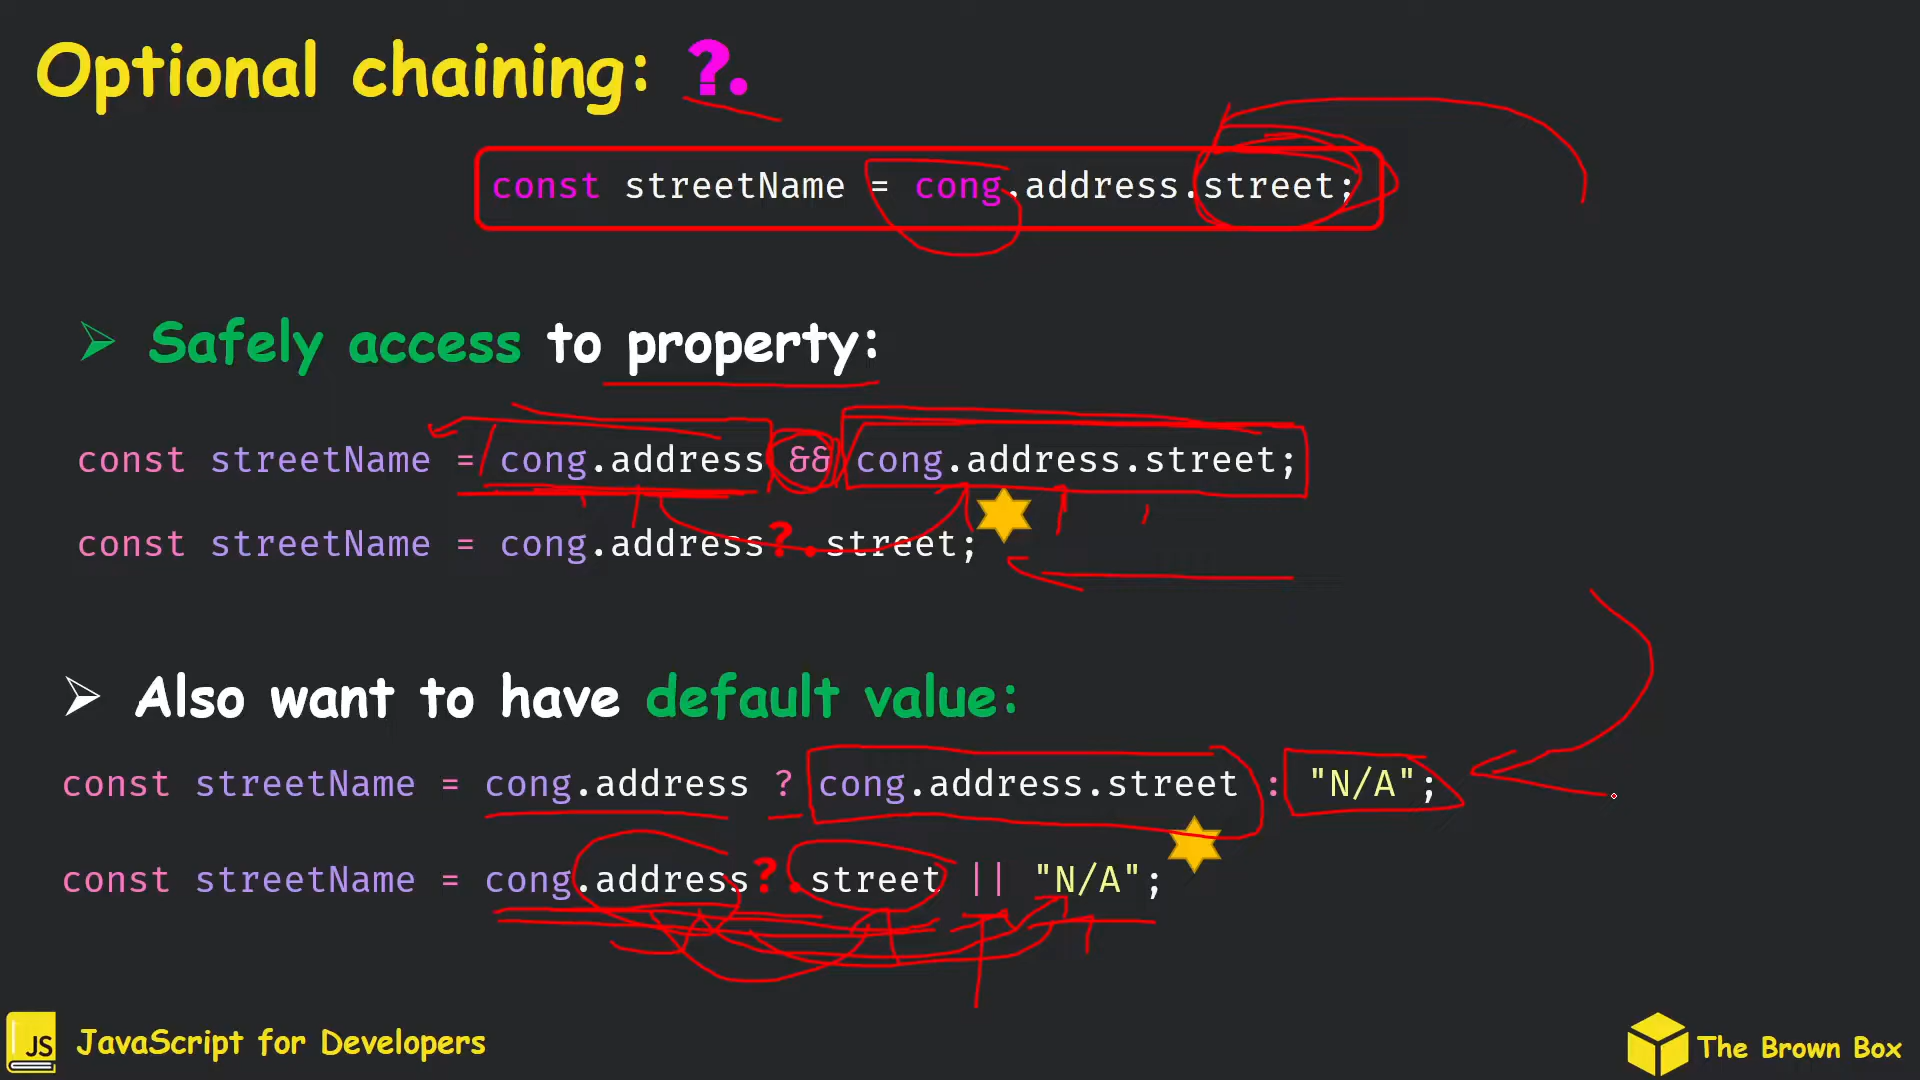 Optional chaining: ?.
const streetName = cong.address.street;
Safely access to property:
const streetName = cong.address && cong.address.street;
const streetName = cong.address?.street;
Also want to have default value:
const streetName = cong.address ? cong.address.street : "N/A";
const streetName = cong.address?.street || "N/A";
JS JavaScript for Developers
The Brown Box